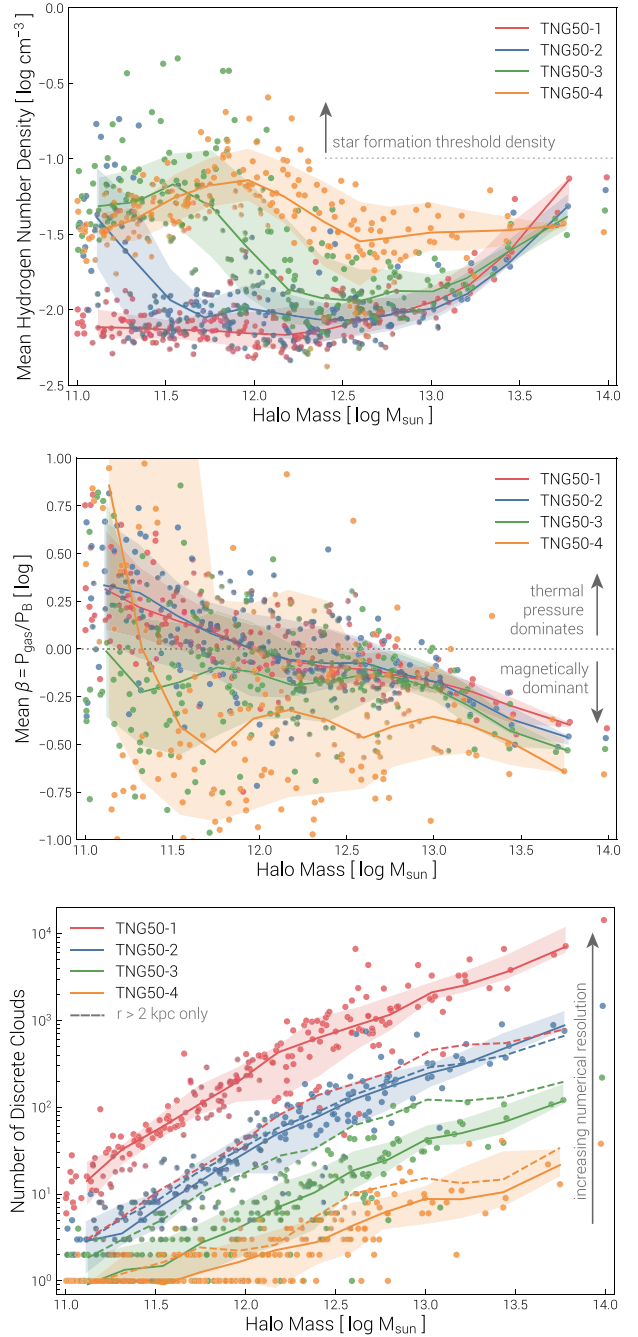 0.0
−0.5
−1.0
−1.5
−2.0
−2.5
Mean Hydrogen Number Density [ log cm⁻³ ]
TNG50-1
TNG50-2
TNG50-3
TNG50-4
star formation threshold density
11.0 11.5 12.0 12.5 13.0 13.5 14.0
Halo Mass [ log M_sun ]
1.00
0.75
0.50
0.25
0.00
−0.25
−0.50
−0.75
−1.00
Mean β = P_gas/P_B [ log ]
TNG50-1
TNG50-2
TNG50-3
TNG50-4
thermal
pressure
dominates
magnetically
dominant
11.0 11.5 12.0 12.5 13.0 13.5 14.0
Halo Mass [ log M_sun ]
10⁴
10³
10²
10¹
10⁰
Number of Discrete Clouds
TNG50-1
TNG50-2
TNG50-3
TNG50-4
r > 2 kpc only
increasing numerical resolution
11.0 11.5 12.0 12.5 13.0 13.5 14.0
Halo Mass [ log M_sun ]